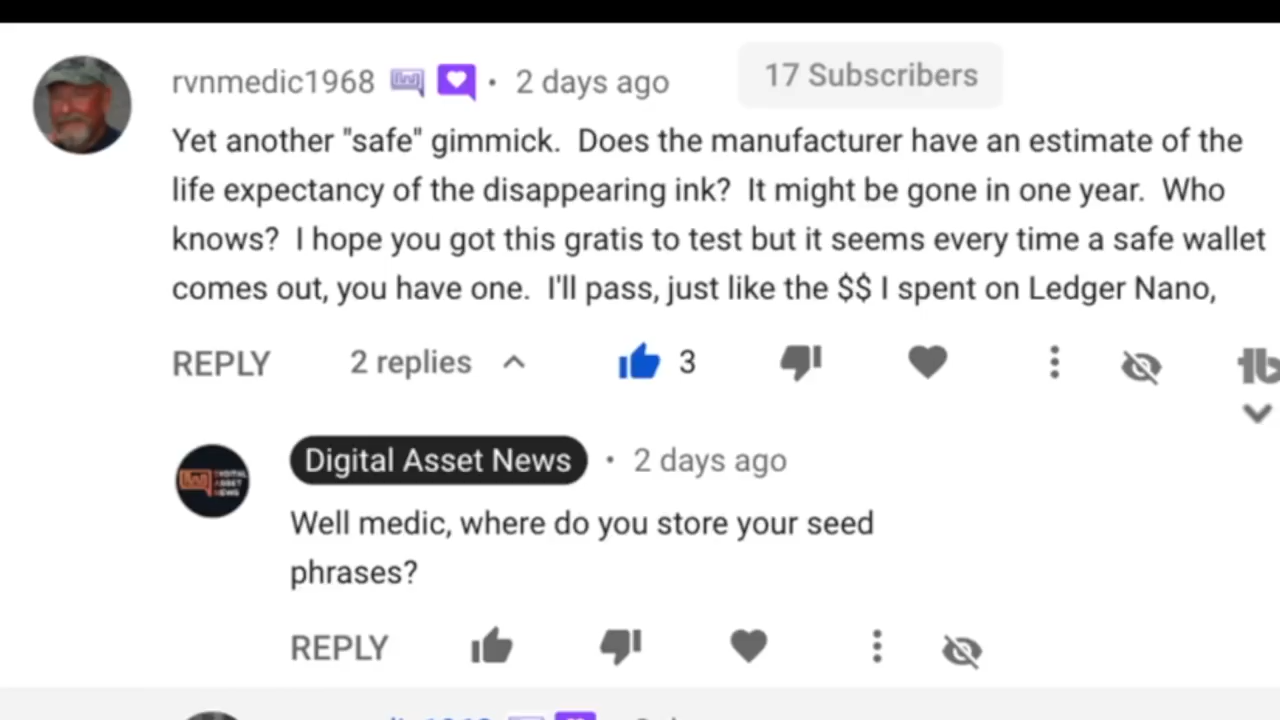 rvnmedic1968 • 2 days ago 17 Subscribers
Yet another "safe" gimmick. Does the manufacturer have an estimate of the
life expectancy of the disappearing ink? It might be gone in one year. Who
knows? I hope you got this gratis to test but it seems every time a safe wallet
comes out, you have one. I'll pass, just like the $$ I spent on Ledger Nano,
REPLY 2 replies 3
Digital Asset News • 2 days ago
DIGITAL
ASSET
NEWS
Well medic, where do you store your seed
phrases?
REPLY